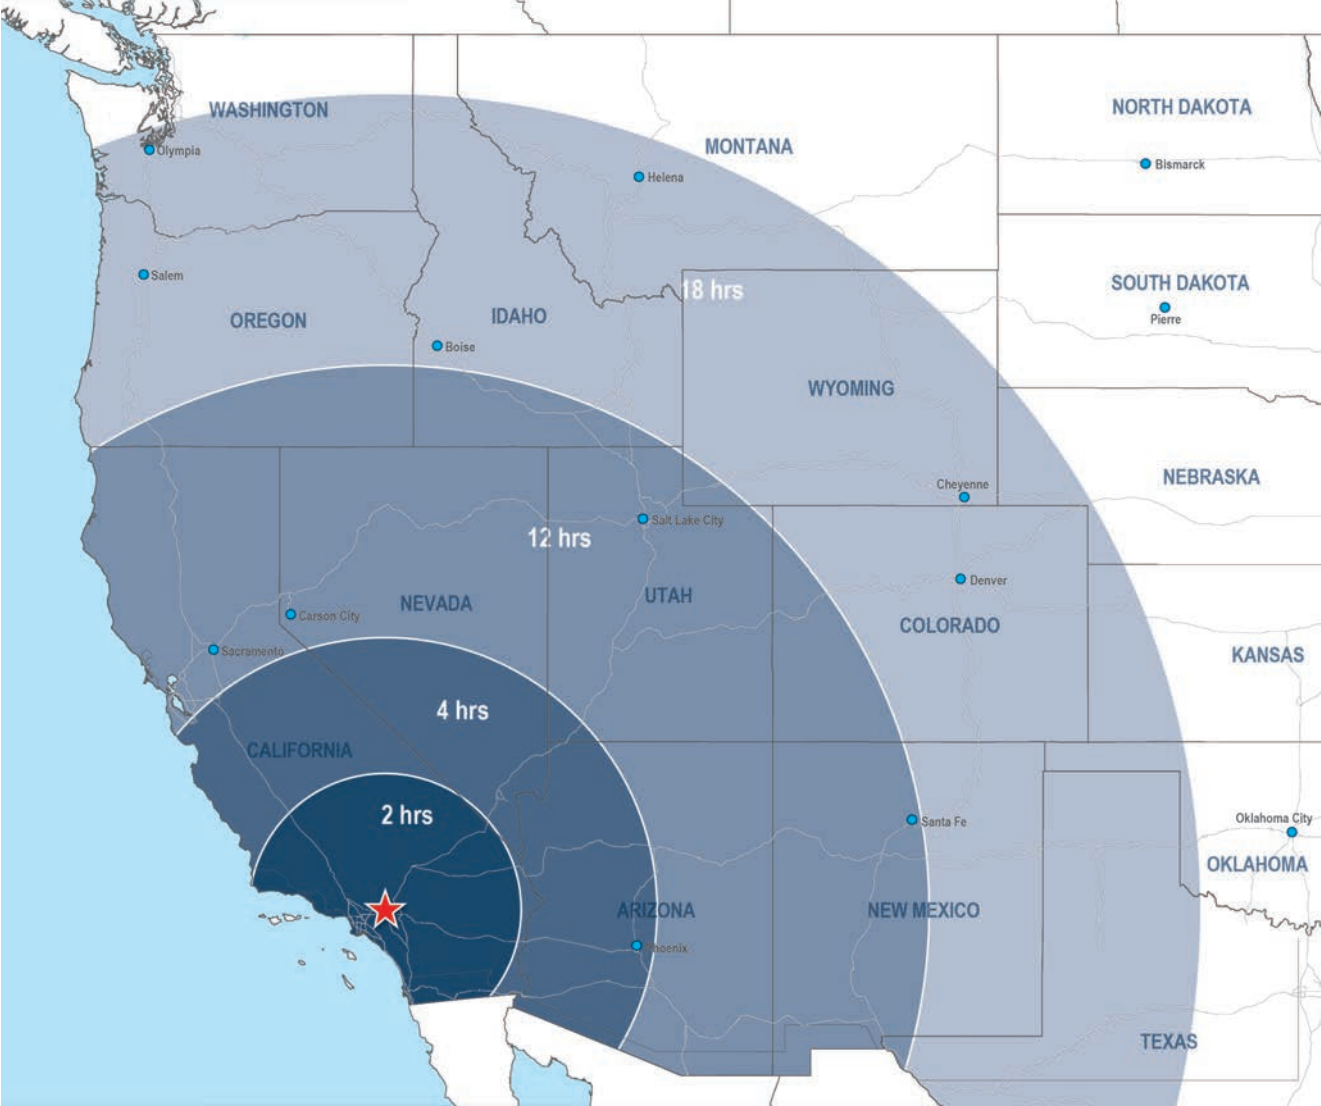 WASHINGTON
NORTH DAKOTA
MONTANA
Olympia
Bismarck
Helena
Salem
SOUTH DAKOTA
18 hrs
Pierre
IDAHO
OREGON
Boise
WYOMING
NEBRASKA
Cheyenne
Salt Lake City
12 hrs
Denver
UTAH
NEVADA
Carson City
COLORADO
Sacramento
KANSAS
4 hrs
CALIFORNIA
2 hrs
Santa Fe
Oklahoma City
OKLAHOMA
ARIZONA
NEW MEXICO
Phoenix
TEXAS